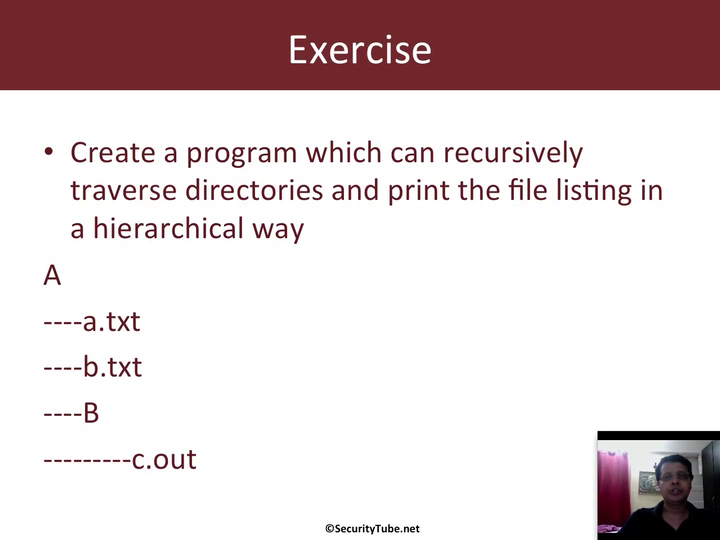 Exercise
• Create a program which can recursively
traverse directories and print the file listing in
a hierarchical way
A
----a.txt
----b.txt
----B
---------c.out
©SecurityTube.net